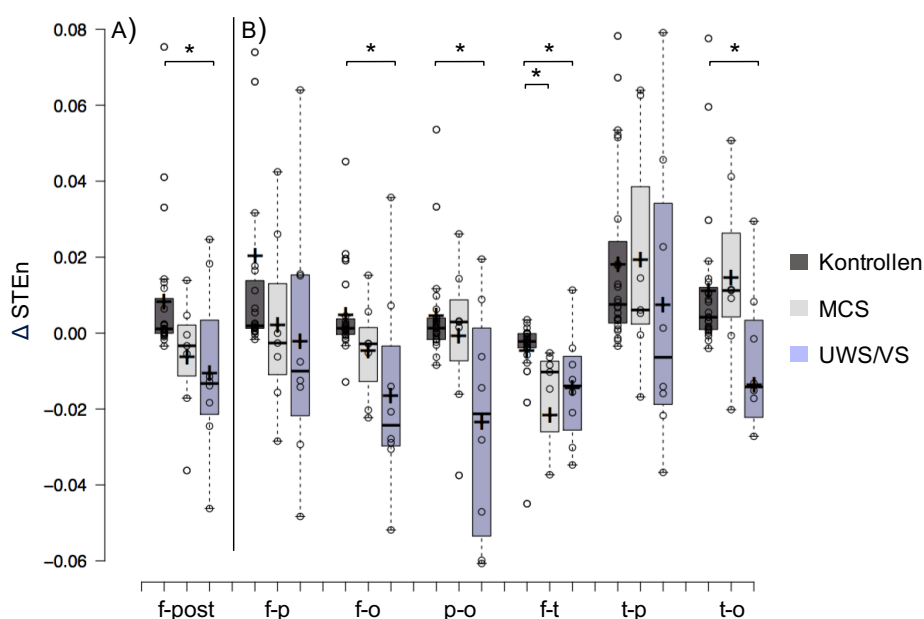 A) B)
* * * * * *
Δ STEn
0.08
0.06
0.04
0.02
0.00
−0.02
−0.04
−0.06
Kontrollen
MCS
UWS/VS
f-post f-p f-o p-o f-t t-p t-o